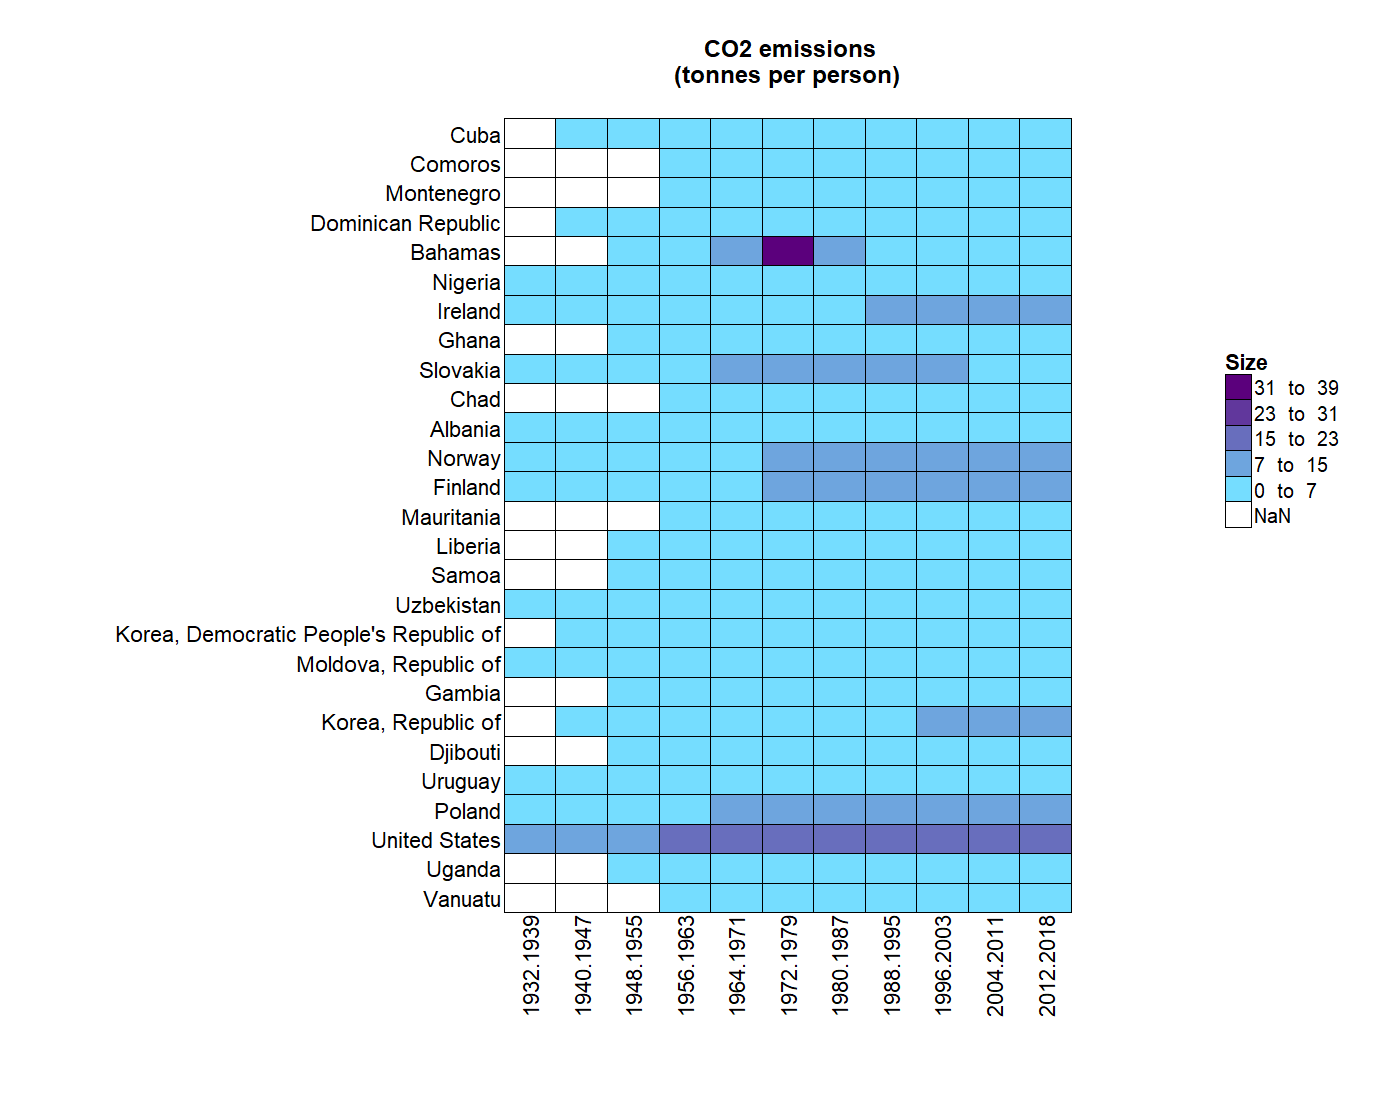 CO2 emissions
(tonnes per person)
Cuba
Comoros
Montenegro
Dominican Republic
Bahamas
Nigeria
Ireland
Ghana
Slovakia
Chad
Albania
Norway
Finland
Mauritania
Liberia
Samoa
Uzbekistan
Korea, Democratic People's Republic of
Moldova, Republic of
Gambia
Korea, Republic of
Djibouti
Uruguay
Poland
United States
Uganda
Vanuatu
1932.1939
1940.1947
1948.1955
1956.1963
1964.1971
1972.1979
1980.1987
1988.1995
1996.2003
2004.2011
2012.2018
Size
31 to 39
23 to 31
15 to 23
7 to 15
0 to 7
NaN